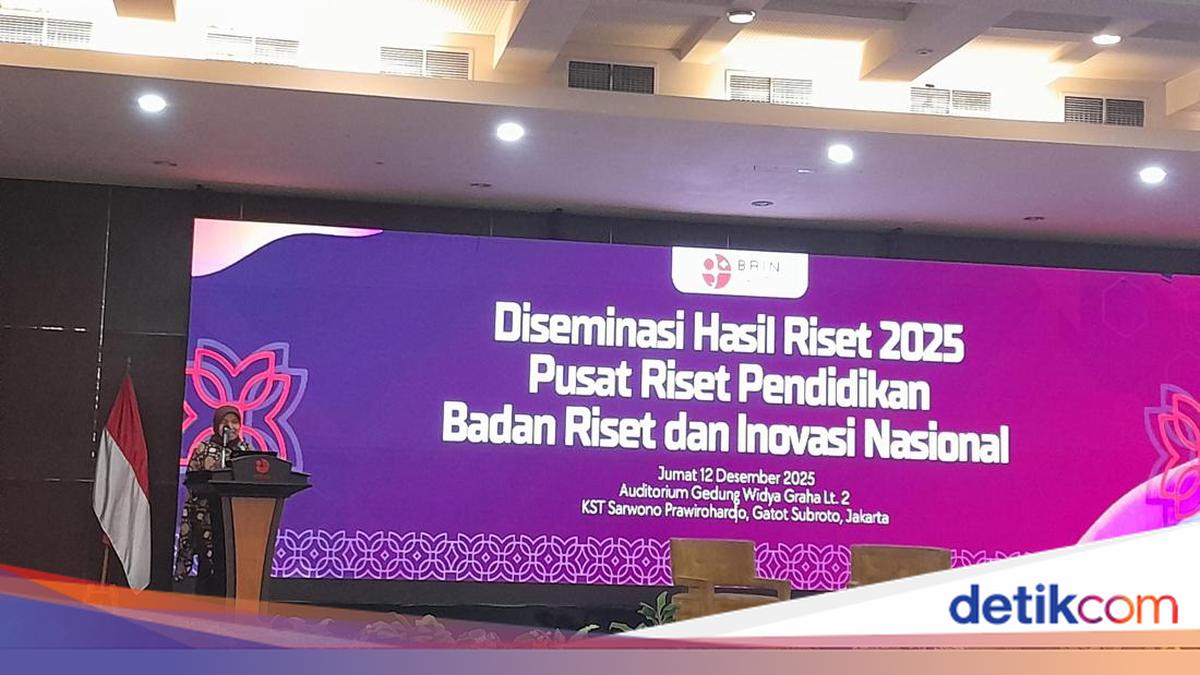 BRIN
Diseminasi Hasil Riset 2025
Pusat Riset Pendidikan
Badan Riset dan Inovasi Nasional
Jumat 12 Desember 2025
Auditorium Gedung Widya Graha Lt. 2
KST Sarwono Prawirohardjo, Gatot Subroto, Jakarta
detikcom